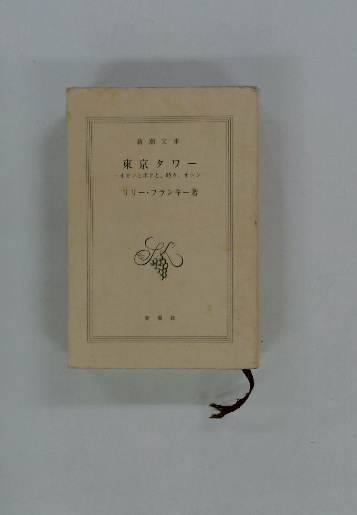 新潮文庫
東京タワー
―オカンとボクと、時々、オトン―
リリー・フランキー著
新潮社